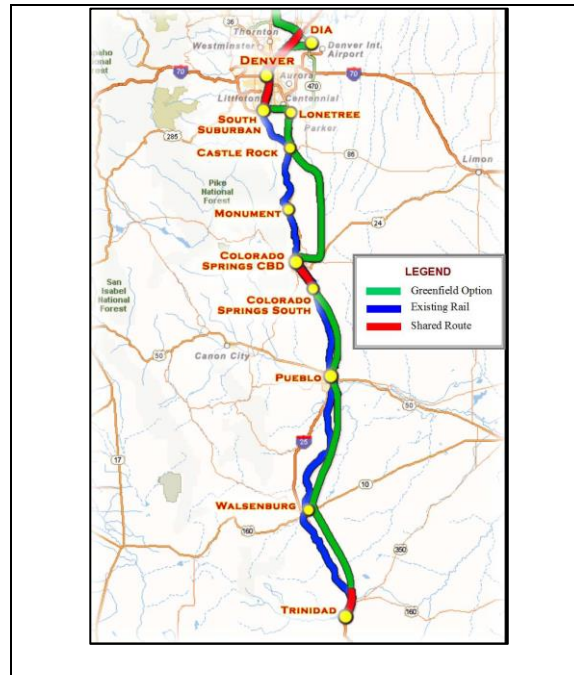 36
Thornton
DIA
Westminster
Denver Int.
Airport
DENVER
470
70
Aurora
70
Littleton
Centennial
SOUTH
SUBURBAN
LONETREE
Parker
285
CASTLE ROCK
86
Limon
Pike
National
Forest
MONUMENT
24
COLORADO
SPRINGS CBD
San
Isabel
National
Forest
COLORADO
SPRINGS SOUTH
LEGEND
Greenfield Option
Existing Rail
Shared Route
50
Canon City
PUEBLO
50
25
17
10
WALSENBURG
160
350
TRINIDAD
160